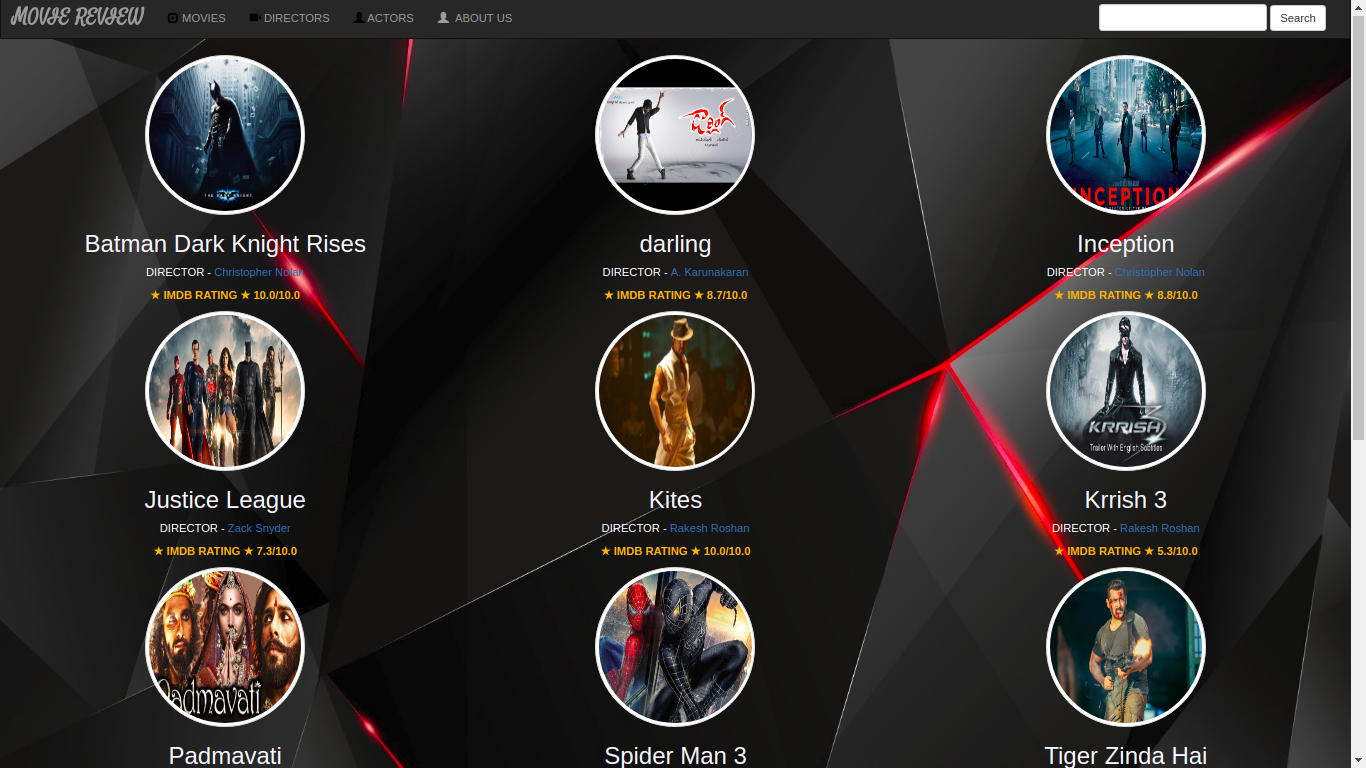 MOVIE REVIEW MOVIES DIRECTORS ACTORS ABOUT US Search
డార్లింగ్
INCEPTION
Batman Dark Knight Rises darling Inception
DIRECTOR - Christopher Nolan DIRECTOR - A. Karunakaran DIRECTOR - Christopher Nolan
★ IMDB RATING ★ 10.0/10.0 ★ IMDB RATING ★ 8.7/10.0 ★ IMDB RATING ★ 8.8/10.0
KRRISH 3
Trailer With English Subtitles
Justice League Kites Krrish 3
DIRECTOR - Zack Snyder DIRECTOR - Rakesh Roshan DIRECTOR - Rakesh Roshan
★ IMDB RATING ★ 7.3/10.0 ★ IMDB RATING ★ 10.0/10.0 ★ IMDB RATING ★ 5.3/10.0
Padmavati
Padmavati Spider Man 3 Tiger Zinda Hai